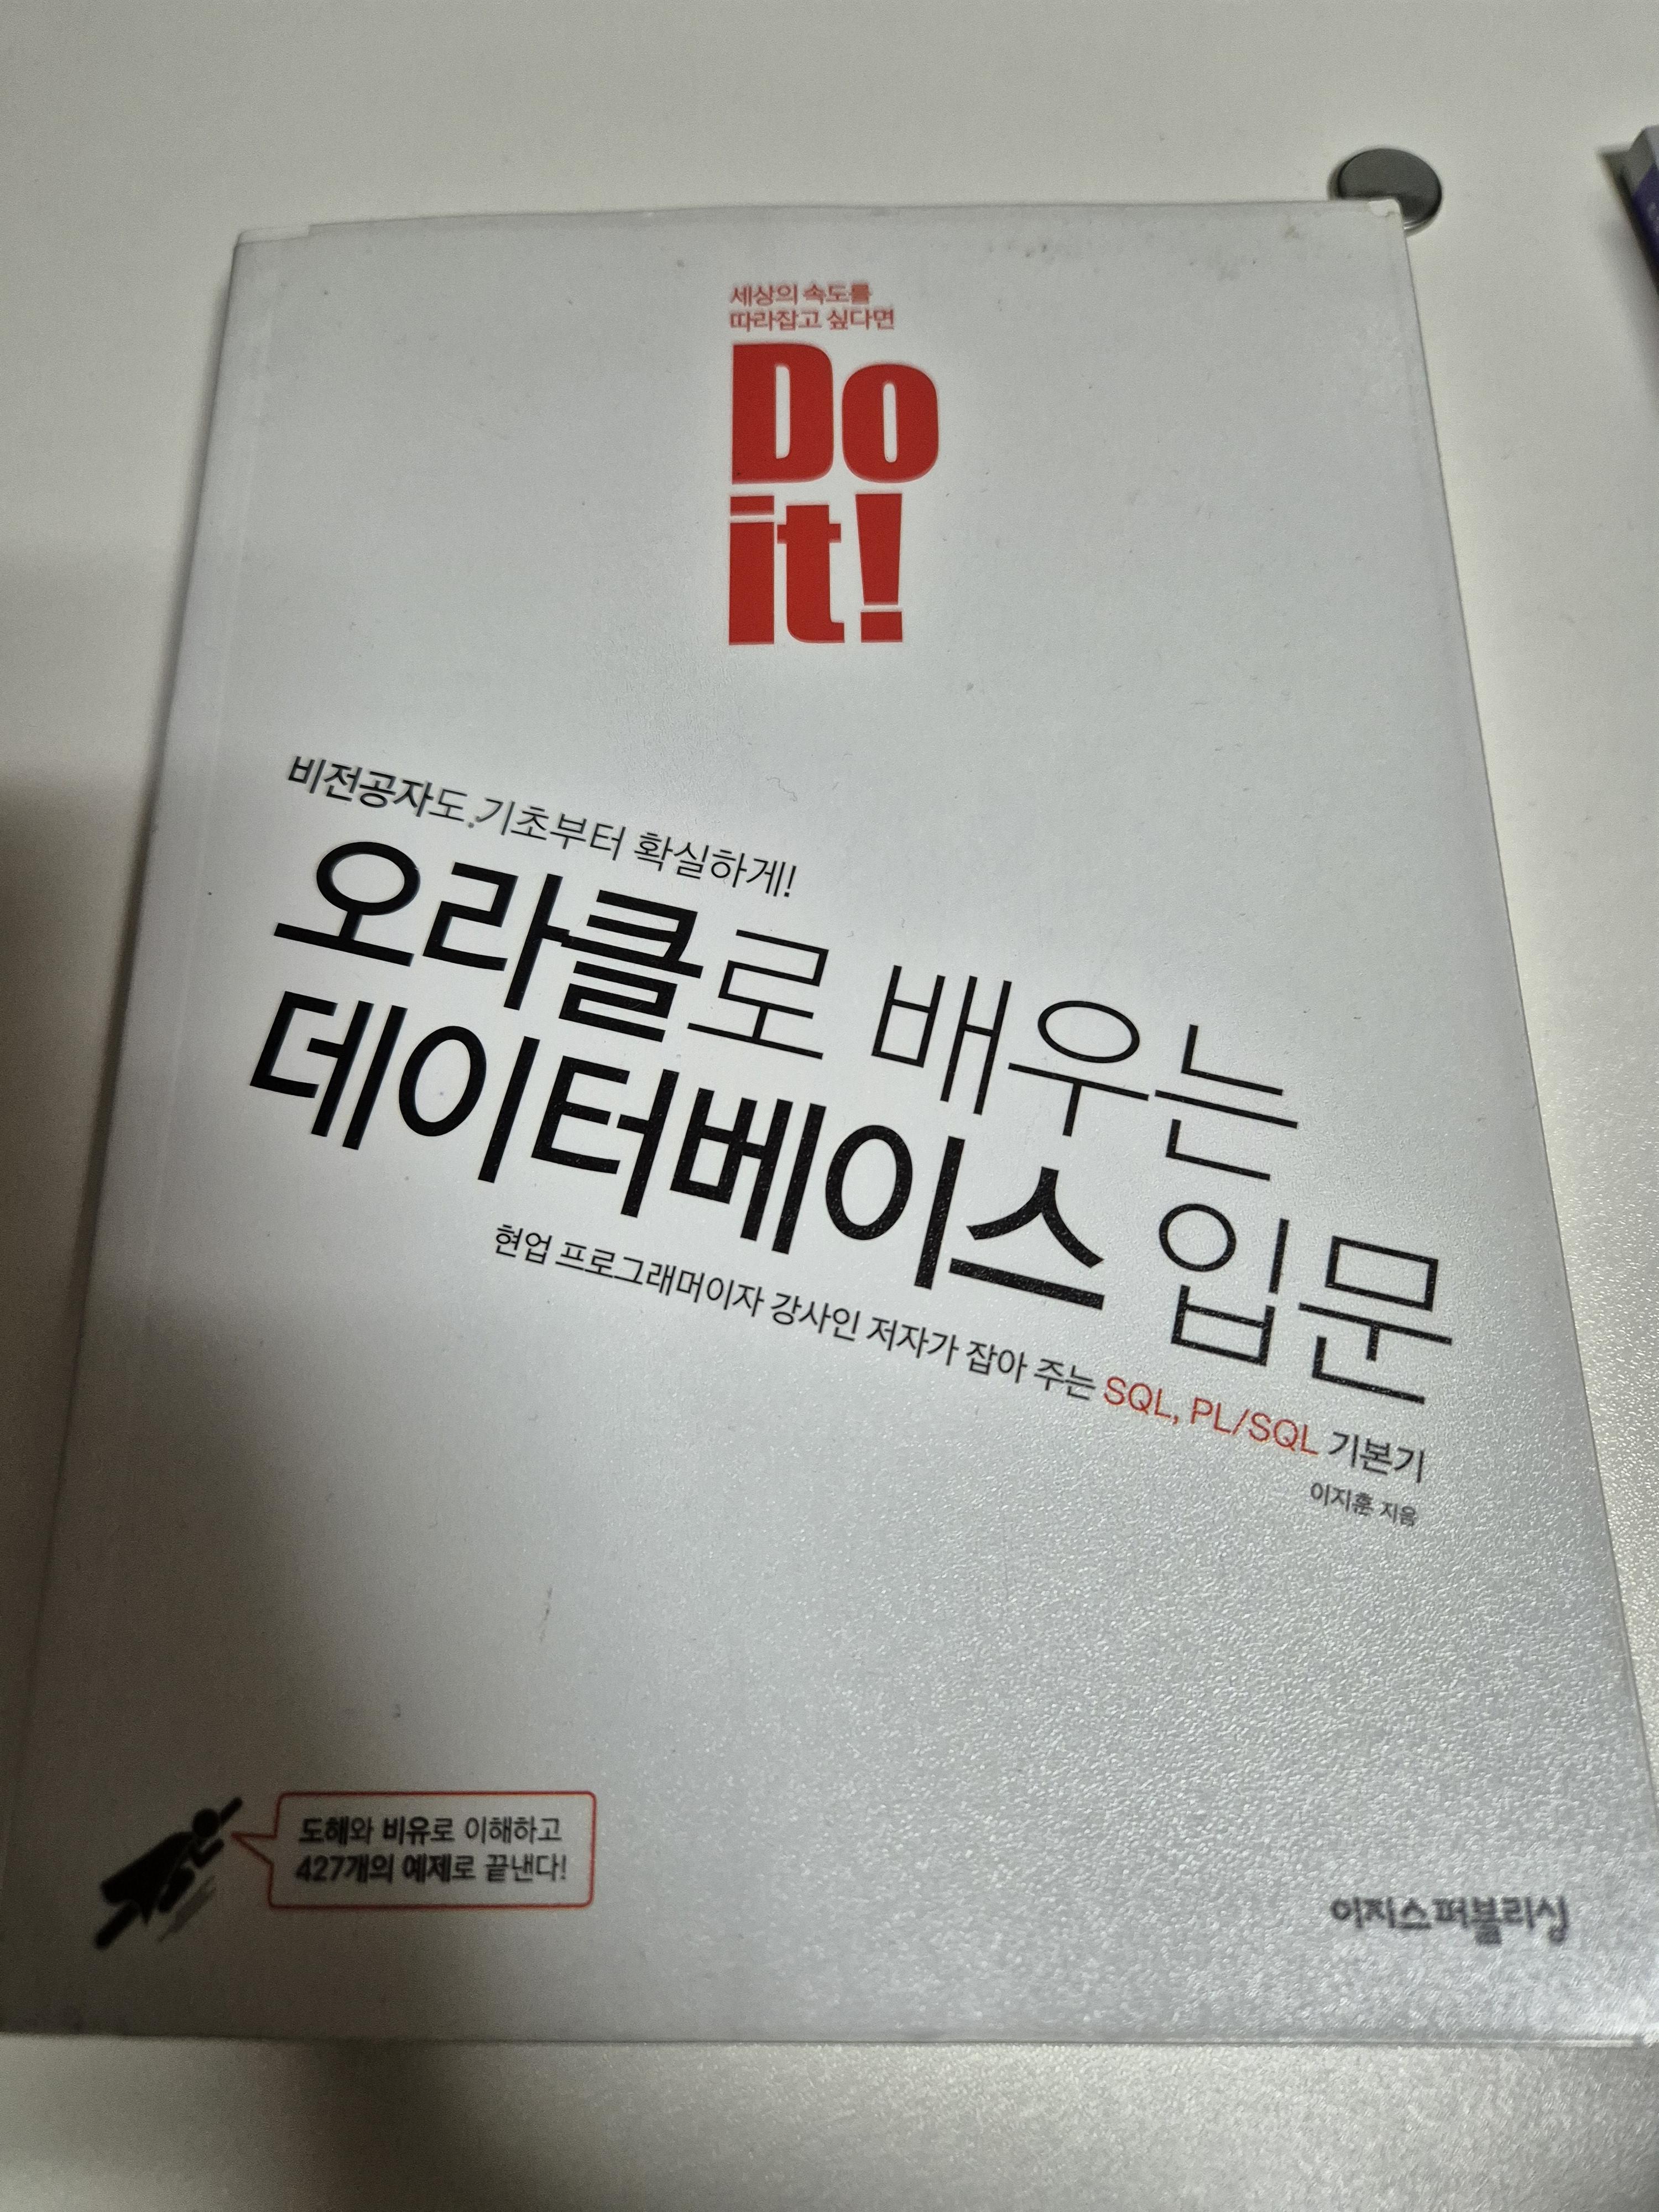 세상의 속도를
따라잡고 싶다면
Do
it!
비전공자도 기초부터 확실하게!
오라클로 배우는
데이터베이스 입문
현업 프로그래머이자 강사인 저자가 잡아 주는 SQL, PL/SQL 기본기
이지훈 지음
도해와 비유로 이해하고
427개의 예제로 끝낸다!
이지스퍼블리싱